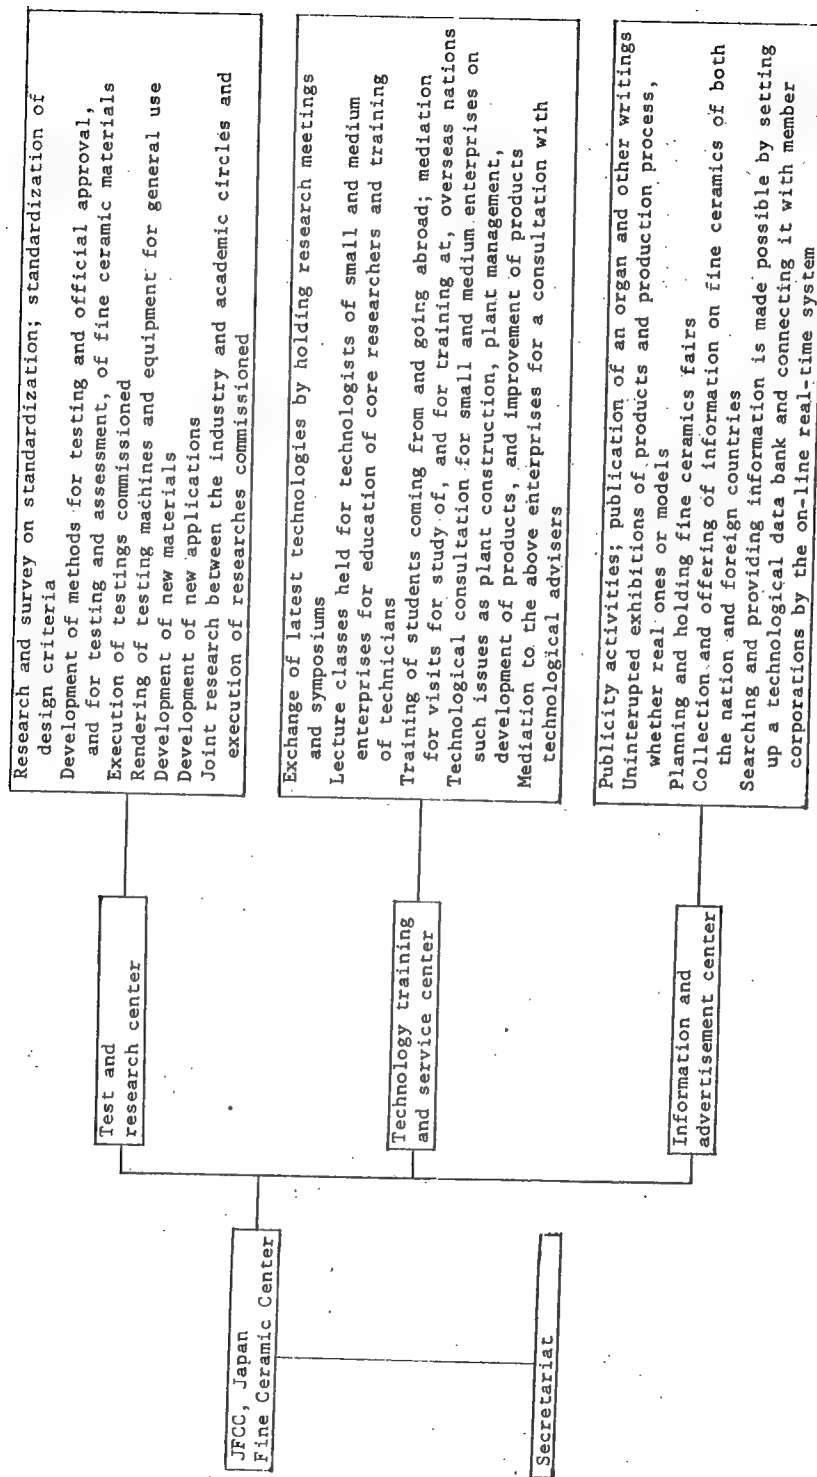 JFCC, Japan
Fine Ceramic Center
Secretariat
Test and
research center
Research and survey on standardization; standardization of
design criteria
Development of methods for testing and official approval,
and for testing and assessment, of fine ceramic materials
Execution of testings commissioned
Rendering of testing machines and equipment for general use
Development of new materials
Development of new applications
Joint research between the industry and academic circles and
execution of researches commissioned
Technology training
and service center
Exchange of latest technologies by holding research meetings
and symposiums
Lecture classes held for technologists of small and medium
enterprises for education of core researchers and training
of technicians
Training of students coming from and going abroad; mediation
for visits for study of, and for training at, overseas nations
Technological consultation for small and medium enterprises on
such issues as plant construction, plant management,
development of products, and improvement of products
Mediation to the above enterprises for a consultation with
technological advisers
Information and
advertisement center
Publicity activities; publication of an organ and other writings
Uninterupted exhibitions of products and production process,
whether real ones or models
Planning and holding fine ceramics fairs
Collection and offering of information on fine ceramics of both
the nation and foreign countries
Searching and providing information is made possible by setting
up a technological data bank and connecting it with member
corporations by the on-line real-time system